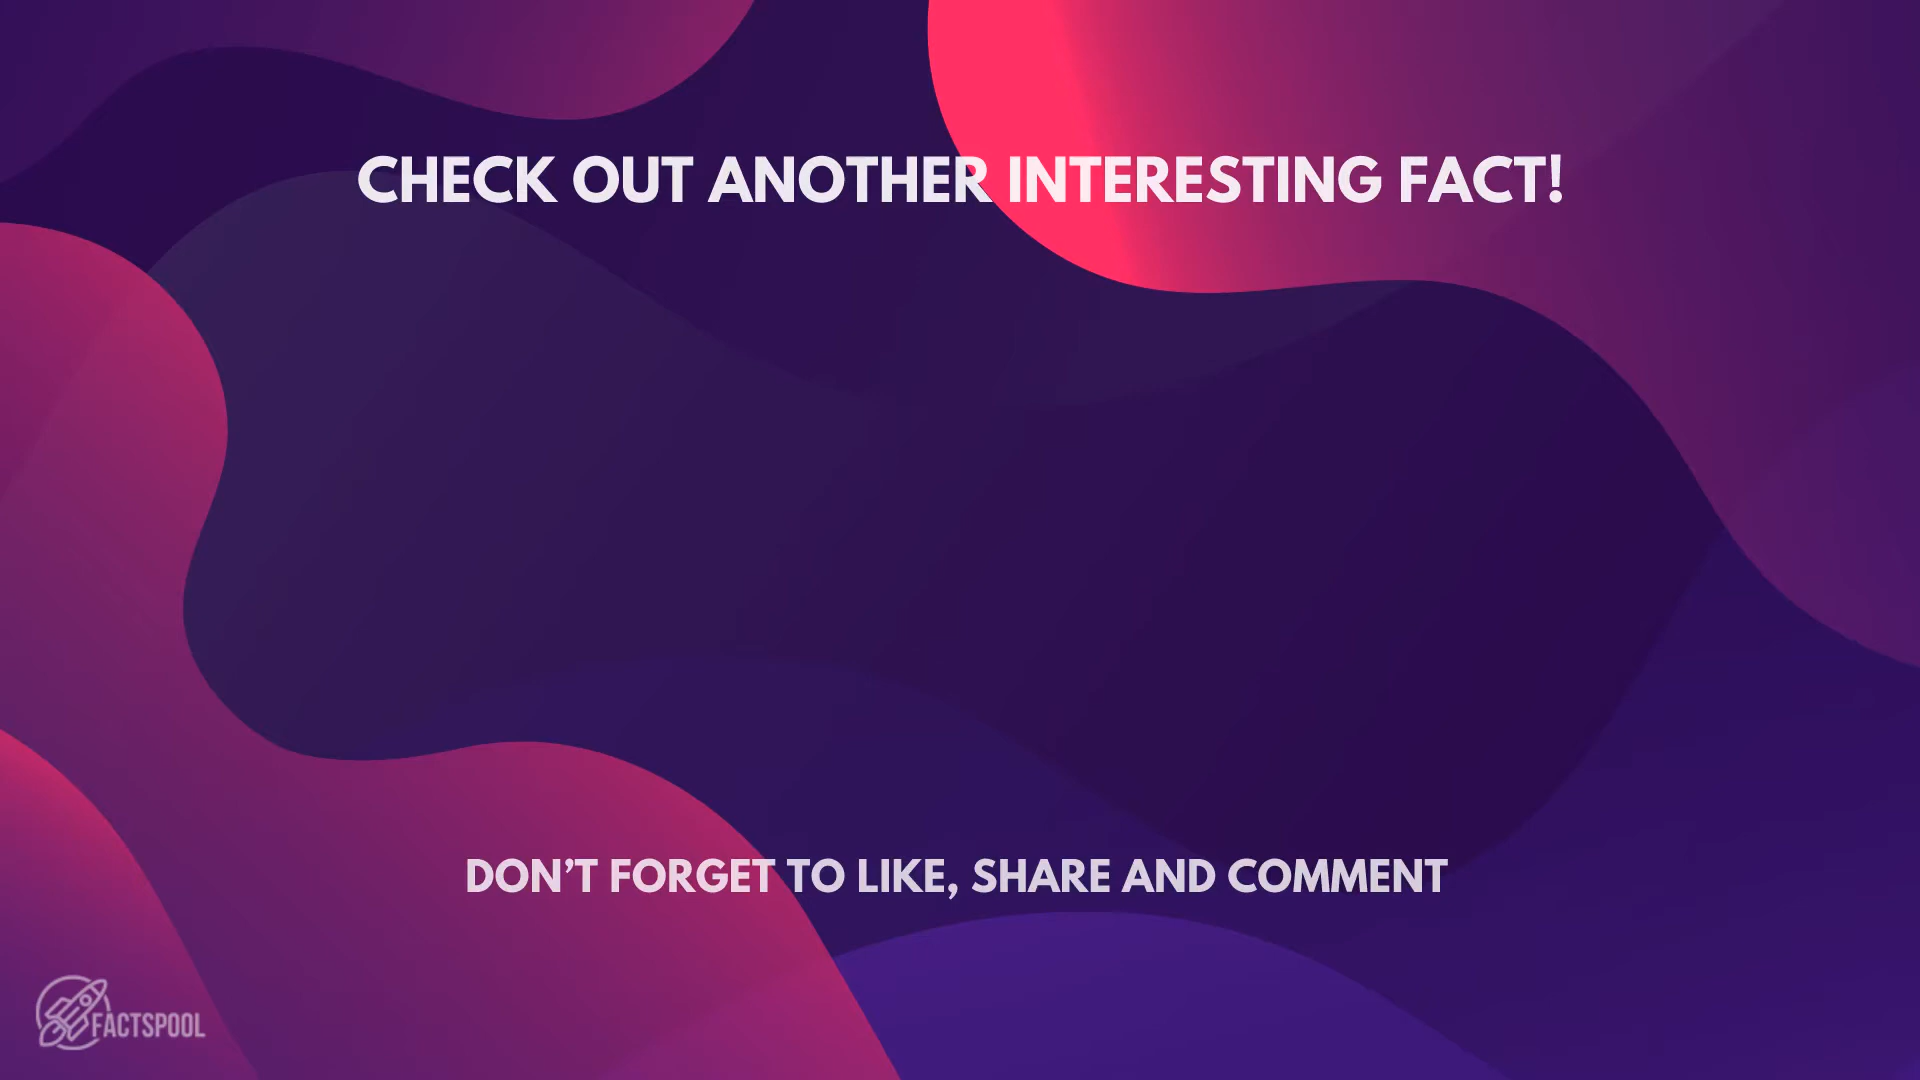 CHECK OUT ANOTHER INTERESTING FACT!
DON’T FORGET TO LIKE, SHARE AND COMMENT
FACTSPOOL